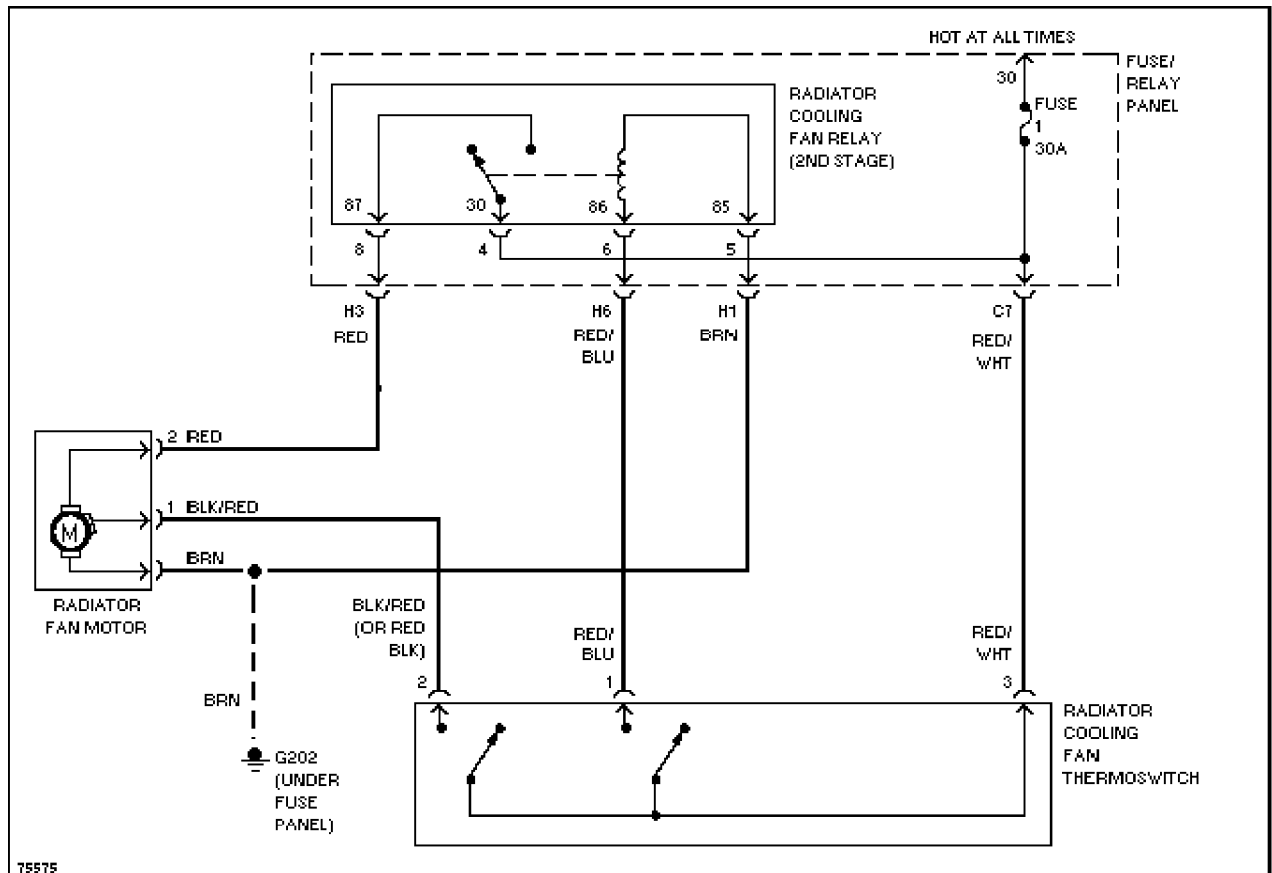 HOT AT ALL TIMES
30
FUSE/
RELAY
PANEL
FUSE
1
30A
RADIATOR
COOLING
FAN RELAY
(2ND STAGE)
87
30
86
85
8
4
6
5
H3
RED
H6
RED/
BLU
H1
BRN
C7
RED/
WHT
2 RED
1 BLK/RED
M
BRN
RADIATOR
FAN MOTOR
BLK/RED
(OR RED
BLK)
2
RED/
BLU
1
RED/
WHT
3
BRN
G202
(UNDER
FUSE
PANEL)
RADIATOR
COOLING
FAN
THERMOSWITCH
75575